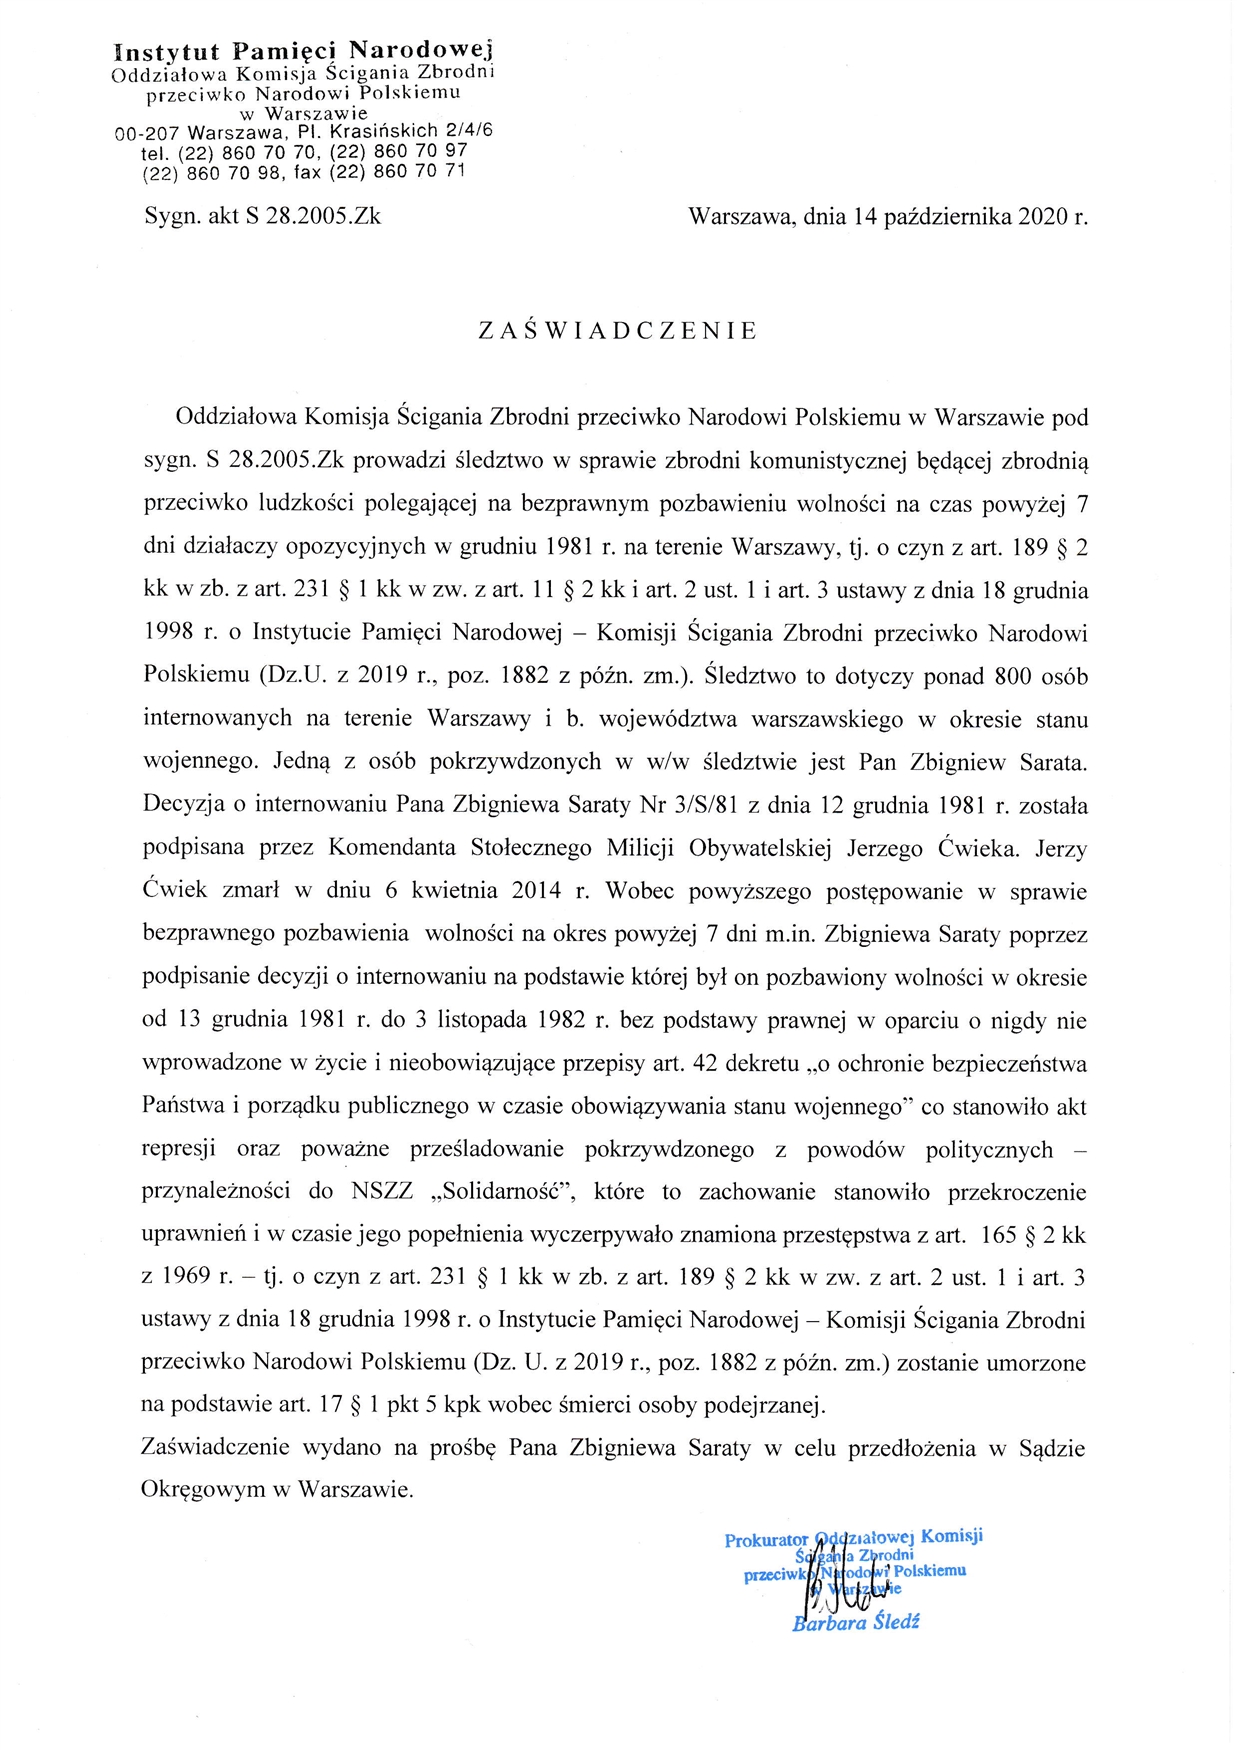 Instytut Pamięci Narodowej
Oddziałowa Komisja Ścigania Zbrodni
przeciwko Narodowi Polskiemu
w Warszawie
00-207 Warszawa, Pl. Krasińskich 2/4/6
tel. (22) 860 70 70, (22) 860 70 97
(22) 860 70 98, fax (22) 860 70 71
Sygn. akt S 28.2005.Zk Warszawa, dnia 14 października 2020 r.
ZAŚWIADCZENIE
Oddziałowa Komisja Ścigania Zbrodni przeciwko Narodowi Polskiemu w Warszawie pod
sygn. S 28.2005.Zk prowadzi śledztwo w sprawie zbrodni komunistycznej będącej zbrodnią
przeciwko ludzkości polegającej na bezprawnym pozbawieniu wolności na czas powyżej 7
dni działaczy opozycyjnych w grudniu 1981 r. na terenie Warszawy, tj. o czyn z art. 189 § 2
kk w zb. z art. 231 § 1 kk w zw. z art. 11 § 2 kk i art. 2 ust. 1 i art. 3 ustawy z dnia 18 grudnia
1998 r. o Instytucie Pamięci Narodowej – Komisji Ścigania Zbrodni przeciwko Narodowi
Polskiemu (Dz.U. z 2019 r., poz. 1882 z późn. zm.). Śledztwo to dotyczy ponad 800 osób
internowanych na terenie Warszawy i b. województwa warszawskiego w okresie stanu
wojennego. Jedną z osób pokrzywdzonych w w/w śledztwie jest Pan Zbigniew Sarata.
Decyzja o internowaniu Pana Zbigniewa Saraty Nr 3/S/81 z dnia 12 grudnia 1981 r. została
podpisana przez Komendanta Stołecznego Milicji Obywatelskiej Jerzego Ćwieka. Jerzy
Ćwiek zmarł w dniu 6 kwietnia 2014 r. Wobec powyższego postępowanie w sprawie
bezprawnego pozbawienia wolności na okres powyżej 7 dni m.in. Zbigniewa Saraty poprzez
podpisanie decyzji o internowaniu na podstawie której był on pozbawiony wolności w okresie
od 13 grudnia 1981 r. do 3 listopada 1982 r. bez podstawy prawnej w oparciu o nigdy nie
wprowadzone w życie i nieobowiązujące przepisy art. 42 dekretu „o ochronie bezpieczeństwa
Państwa i porządku publicznego w czasie obowiązywania stanu wojennego” co stanowiło akt
represji oraz poważne prześladowanie pokrzywdzonego z powodów politycznych –
przynależności do NSZZ „Solidarność”, które to zachowanie stanowiło przekroczenie
uprawnień i w czasie jego popełnienia wyczerpywało znamiona przestępstwa z art. 165 § 2 kk
z 1969 r. – tj. o czyn z art. 231 § 1 kk w zb. z art. 189 § 2 kk w zw. z art. 2 ust. 1 i art. 3
ustawy z dnia 18 grudnia 1998 r. o Instytucie Pamięci Narodowej – Komisji Ścigania Zbrodni
przeciwko Narodowi Polskiemu (Dz. U. z 2019 r., poz. 1882 z późn. zm.) zostanie umorzone
na podstawie art. 17 § 1 pkt 5 kpk wobec śmierci osoby podejrzanej.
Zaświadczenie wydano na prośbę Pana Zbigniewa Saraty w celu przedłożenia w Sądzie
Okręgowym w Warszawie.
Prokurator Oddziałowej Komisji
Ścigania Zbrodni
przeciwko Narodowi Polskiemu
w Warszawie
Barbara Śledź